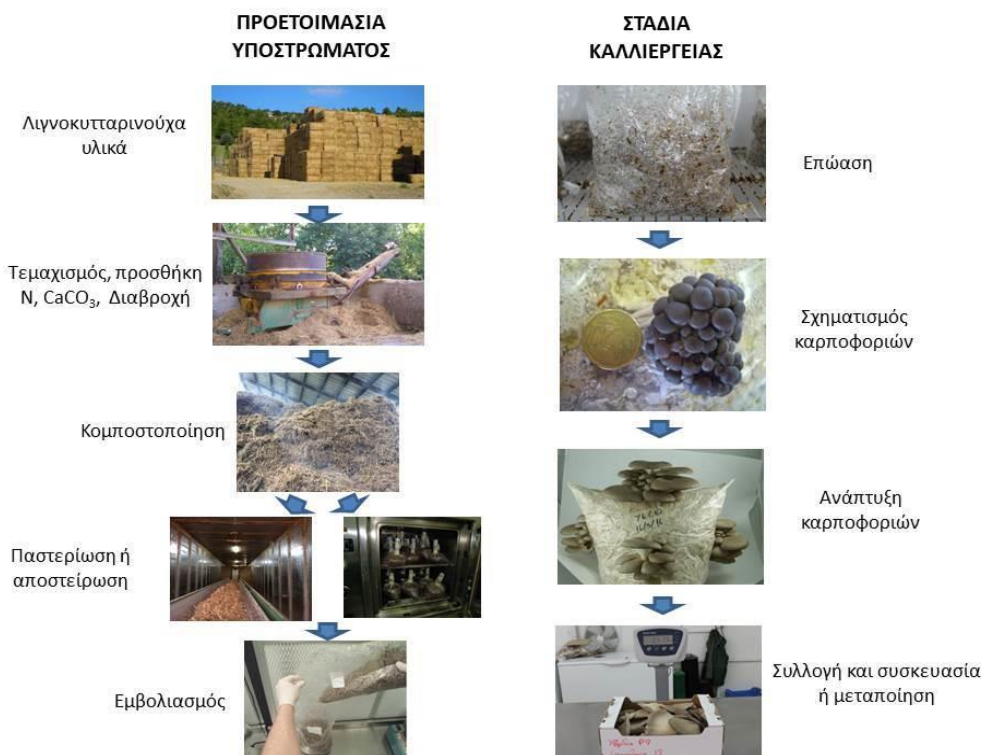 ΠΡΟΕΤΟΙΜΑΣΙΑ
ΥΠΟΣΤΡΩΜΑΤΟΣ
Λιγνοκυτταρινούχα
υλικά
Τεμαχισμός, προσθήκη
N, CaCO₃, Διαβροχή
Κομποστοποίηση
Παστερίωση ή
αποστείρωση
Εμβολιασμός
ΣΤΑΔΙΑ
ΚΑΛΛΙΕΡΓΕΙΑΣ
Επώαση
Σχηματισμός
καρποφοριών
Ανάπτυξη
καρποφοριών
Συλλογή και συσκευασία
ή μεταποίηση